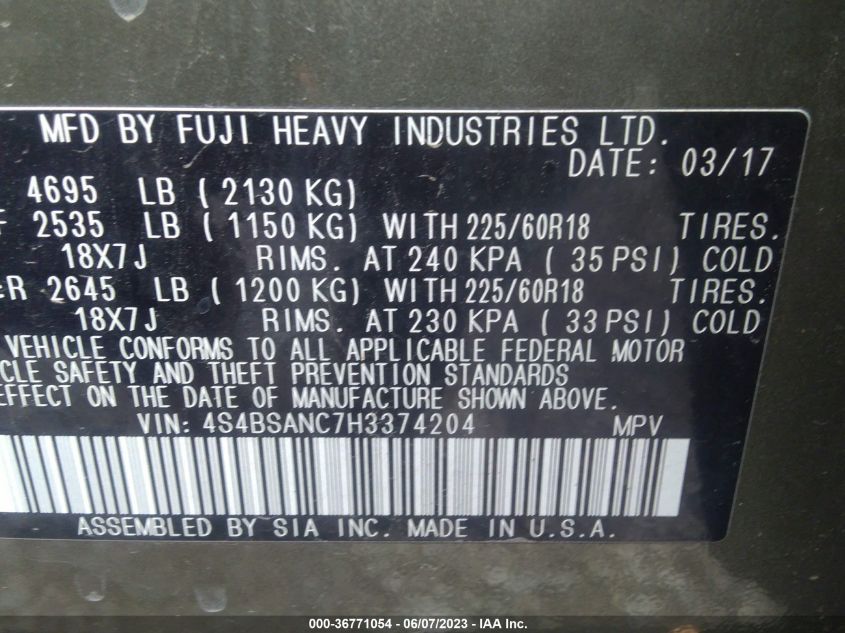 MFD BY FUJI HEAVY INDUSTRIES LTD.
DATE: 03/17
4695 LB ( 2130 KG)
F 2535 LB ( 1150 KG) WITH 225/60R18 TIRES.
18X7J RIMS. AT 240 KPA ( 35 PSI) COLD
R 2645 LB ( 1200 KG) WITH 225/60R18 TIRES.
18X7J RIMS. AT 230 KPA ( 33 PSI) COLD
VEHICLE CONFORMS TO ALL APPLICABLE FEDERAL MOTOR
CLE SAFETY AND THEFT PREVENTION STANDARDS
EFFECT ON THE DATE OF MANUFACTURE SHOWN ABOVE.
VIN: 4S4BSANC7H3374204 MPV
ASSEMBLED BY SIA INC. MADE IN U.S.A.
000-36771054 - 06/07/2023 - IAA Inc.